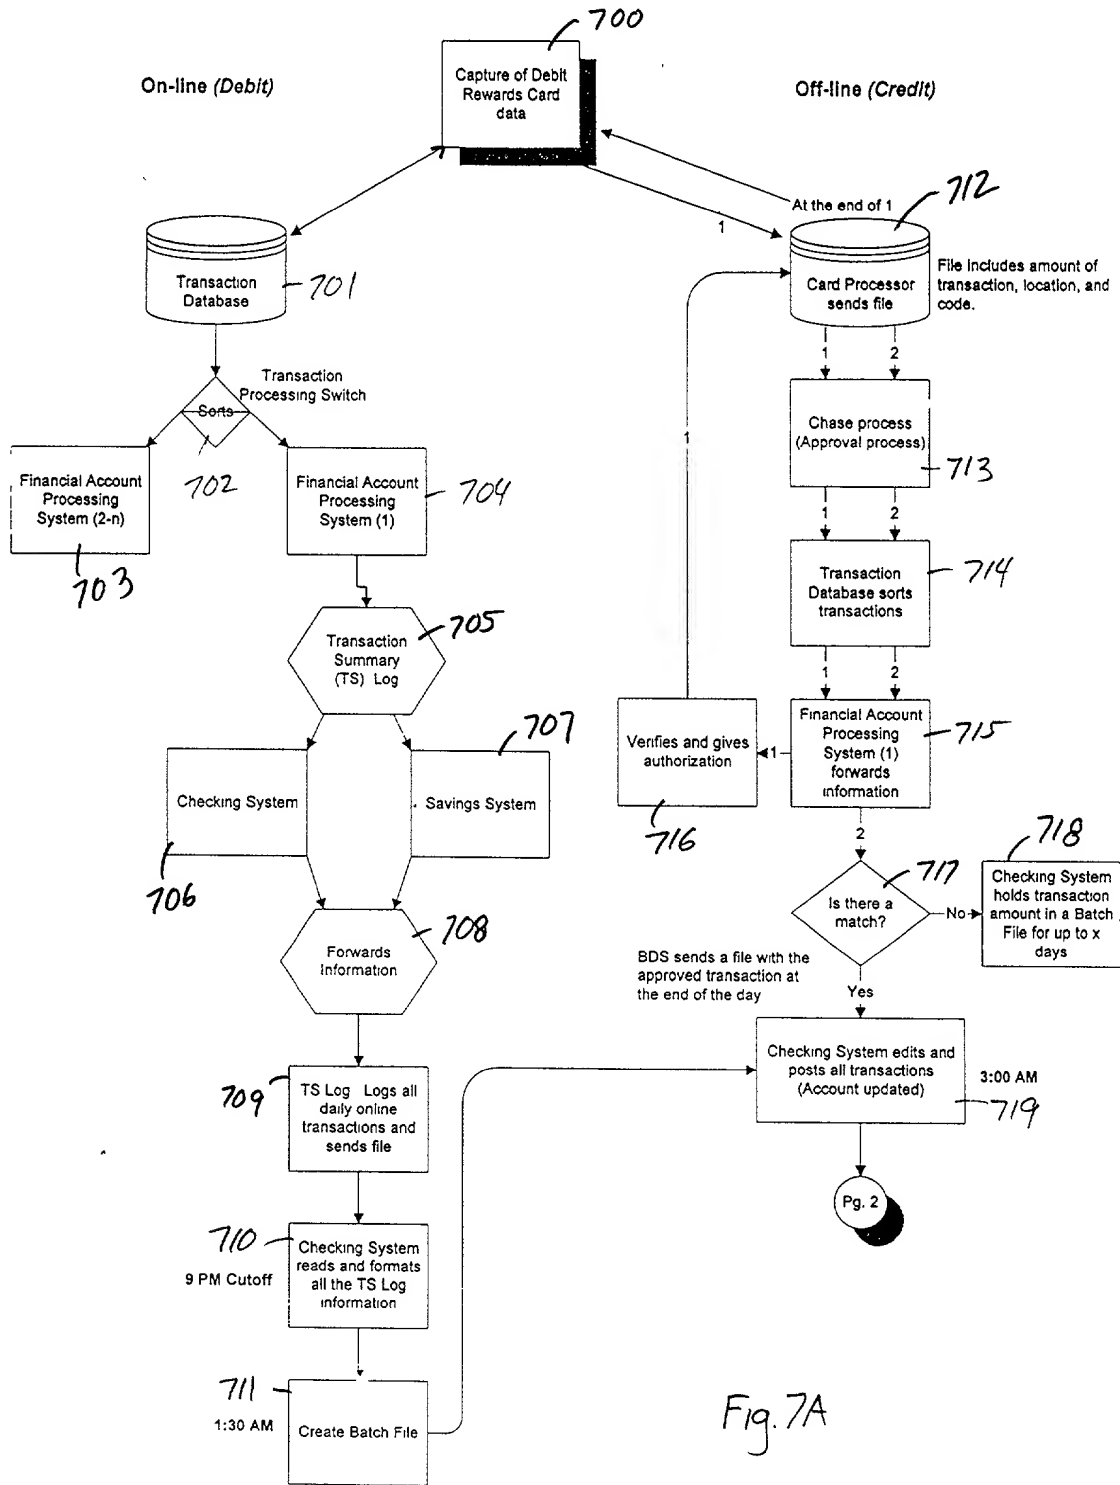 700
On-line (Debit)
Capture of Debit
Rewards Card
data
Off-line (Credit)
At the end of 1
712
1
Transaction
Database
701
Card Processor
sends file
File includes amount of
transaction, location, and
code.
1
2
Transaction
Processing Switch
Sorts
702
Chase process
(Approval process)
713
1
Financial Account
Processing
System (2-n)
703
Financial Account
Processing
System (1)
704
1
2
Transaction
Database sorts
transactions
714
Transaction
Summary
(TS) Log
705
1
2
Verifies and gives
authorization
716
1
Financial Account
Processing
System (1)
forwards
information
715
707
Checking System
706
Savings System
2
717
Is there a
match?
No
718
Checking System
holds transaction
amount in a Batch
File for up to x
days
708
Forwards
Information
BDS sends a file with the
approved transaction at
the end of the day
Yes
Checking System edits and
posts all transactions
(Account updated)
3:00 AM
719
709
TS Log Logs all
daily online
transactions and
sends file
Pg. 2
710
9 PM Cutoff
Checking System
reads and formats
all the TS Log
information
711
1:30 AM
Create Batch File
Fig. 7A